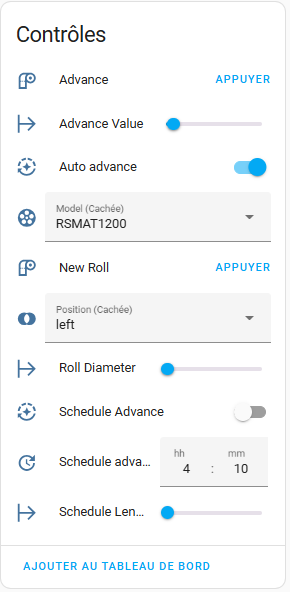 Contrôles
Advance APPUYER
Advance Value
Auto advance
Model (Cachée)
RSMAT1200
New Roll APPUYER
Position (Cachée)
left
Roll Diameter
Schedule Advance
hh mm
Schedule adva... 4 : 10
Schedule Len...
AJOUTER AU TABLEAU DE BORD